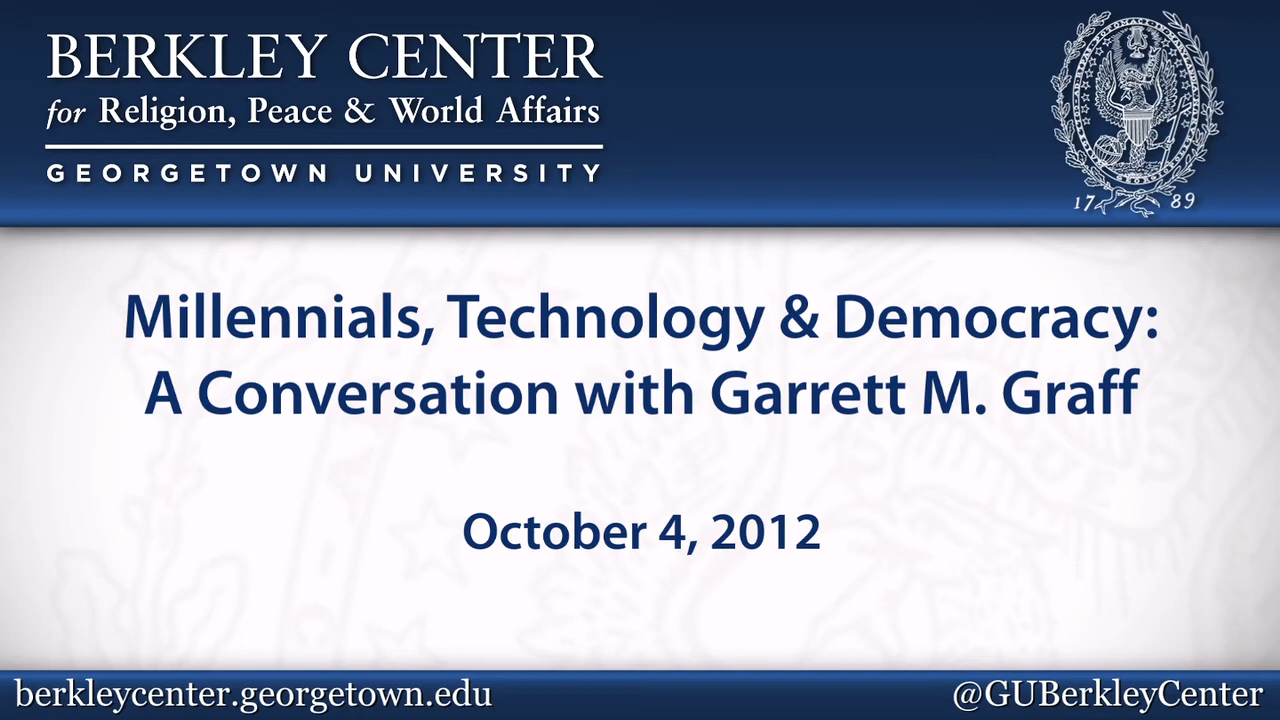 BERKLEY CENTER
for Religion, Peace & World Affairs
GEORGETOWN UNIVERSITY
17 89
Millennials, Technology & Democracy:
A Conversation with Garrett M. Graff
October 4, 2012
berkleycenter.georgetown.edu
@GUBerkleyCenter